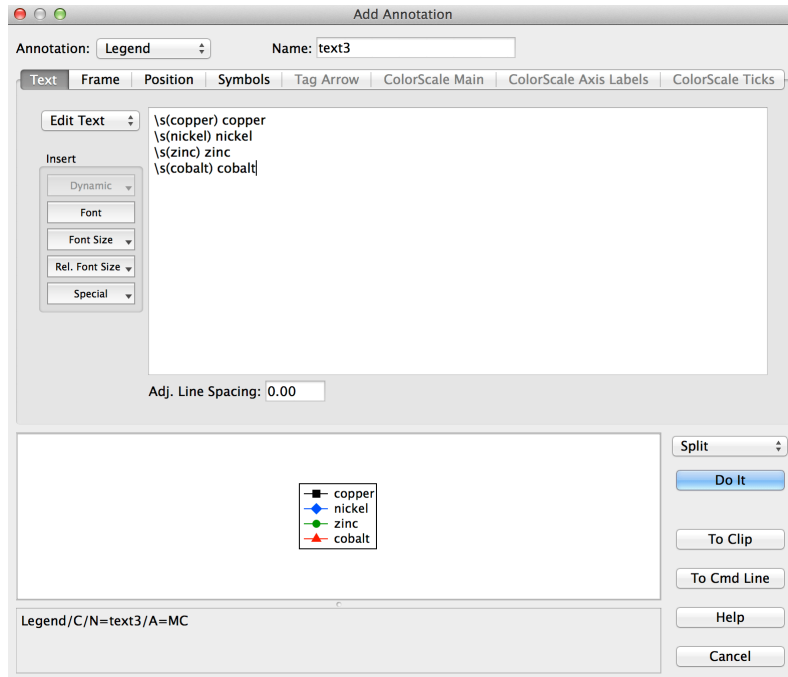 Add Annotation
Annotation: Legend Name: text3
Text Frame Position Symbols Tag Arrow ColorScale Main ColorScale Axis Labels ColorScale Ticks
Edit Text
\s(copper) copper
\s(nickel) nickel
\s(zinc) zinc
\s(cobalt) cobalt
Insert
Dynamic
Font
Font Size
Rel. Font Size
Special
Adj. Line Spacing: 0.00
copper
nickel
zinc
cobalt
Split
Do It
To Clip
To Cmd Line
Help
Cancel
Legend/C/N=text3/A=MC